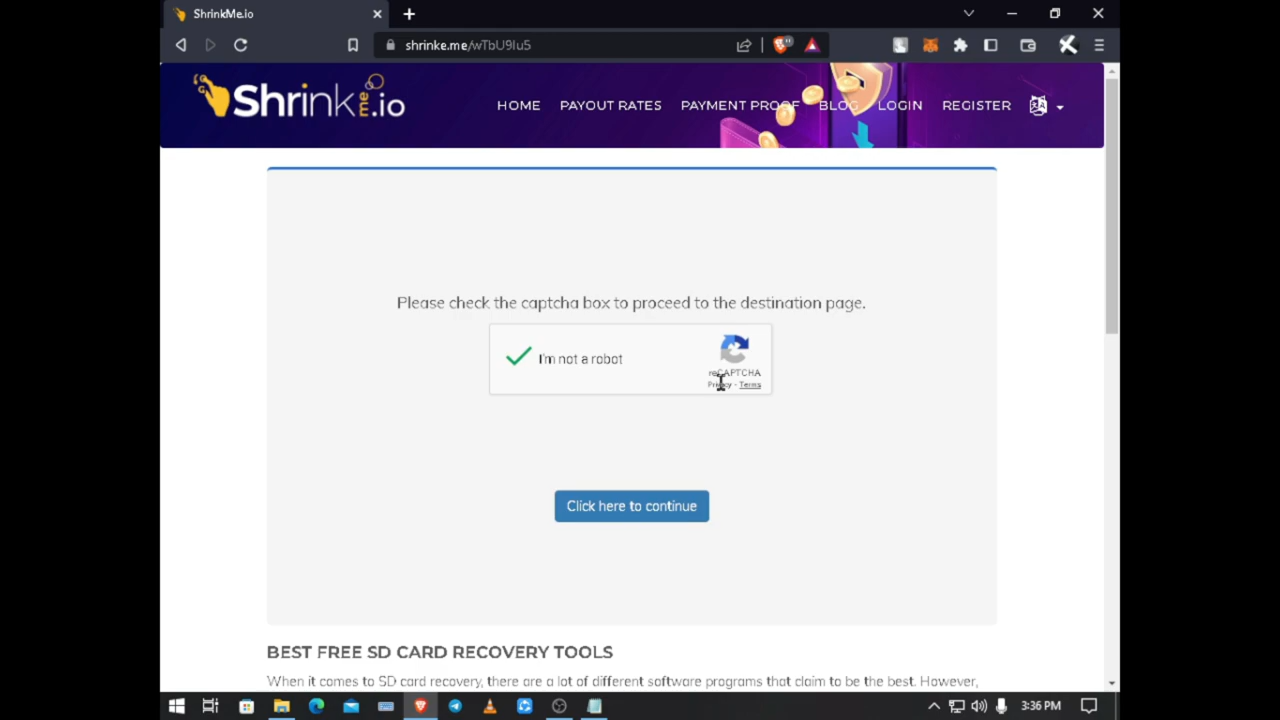 ShrinkMe.io
shrinke.me/wTbU9Iu5
Shrinkme.io
HOME PAYOUT RATES PAYMENT PROOF BLOG LOGIN REGISTER
Please check the captcha box to proceed to the destination page.
I'm not a robot
reCAPTCHA
Privacy - Terms
Click here to continue
BEST FREE SD CARD RECOVERY TOOLS
When it comes to SD card recovery, there are a lot of different software programs that claim to be the best. However,
3:36 PM